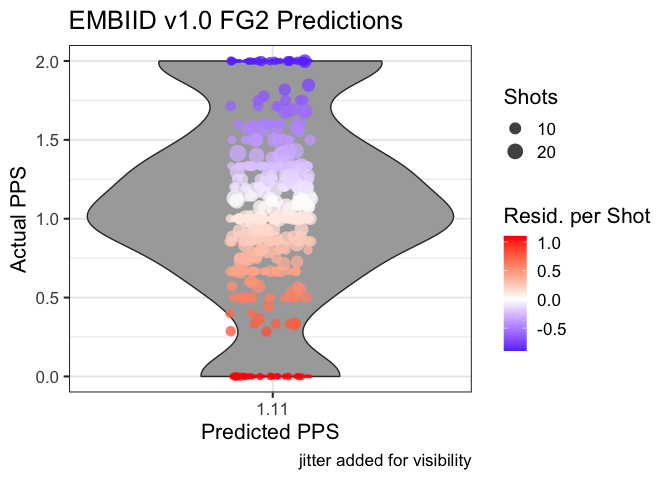 EMBIID v1.0 FG2 Predictions
Actual PPS
2.0
1.5
1.0
0.5
0.0
1.11
Predicted PPS
jitter added for visibility
Shots
10
20
Resid. per Shot
1.0
0.5
0.0
-0.5